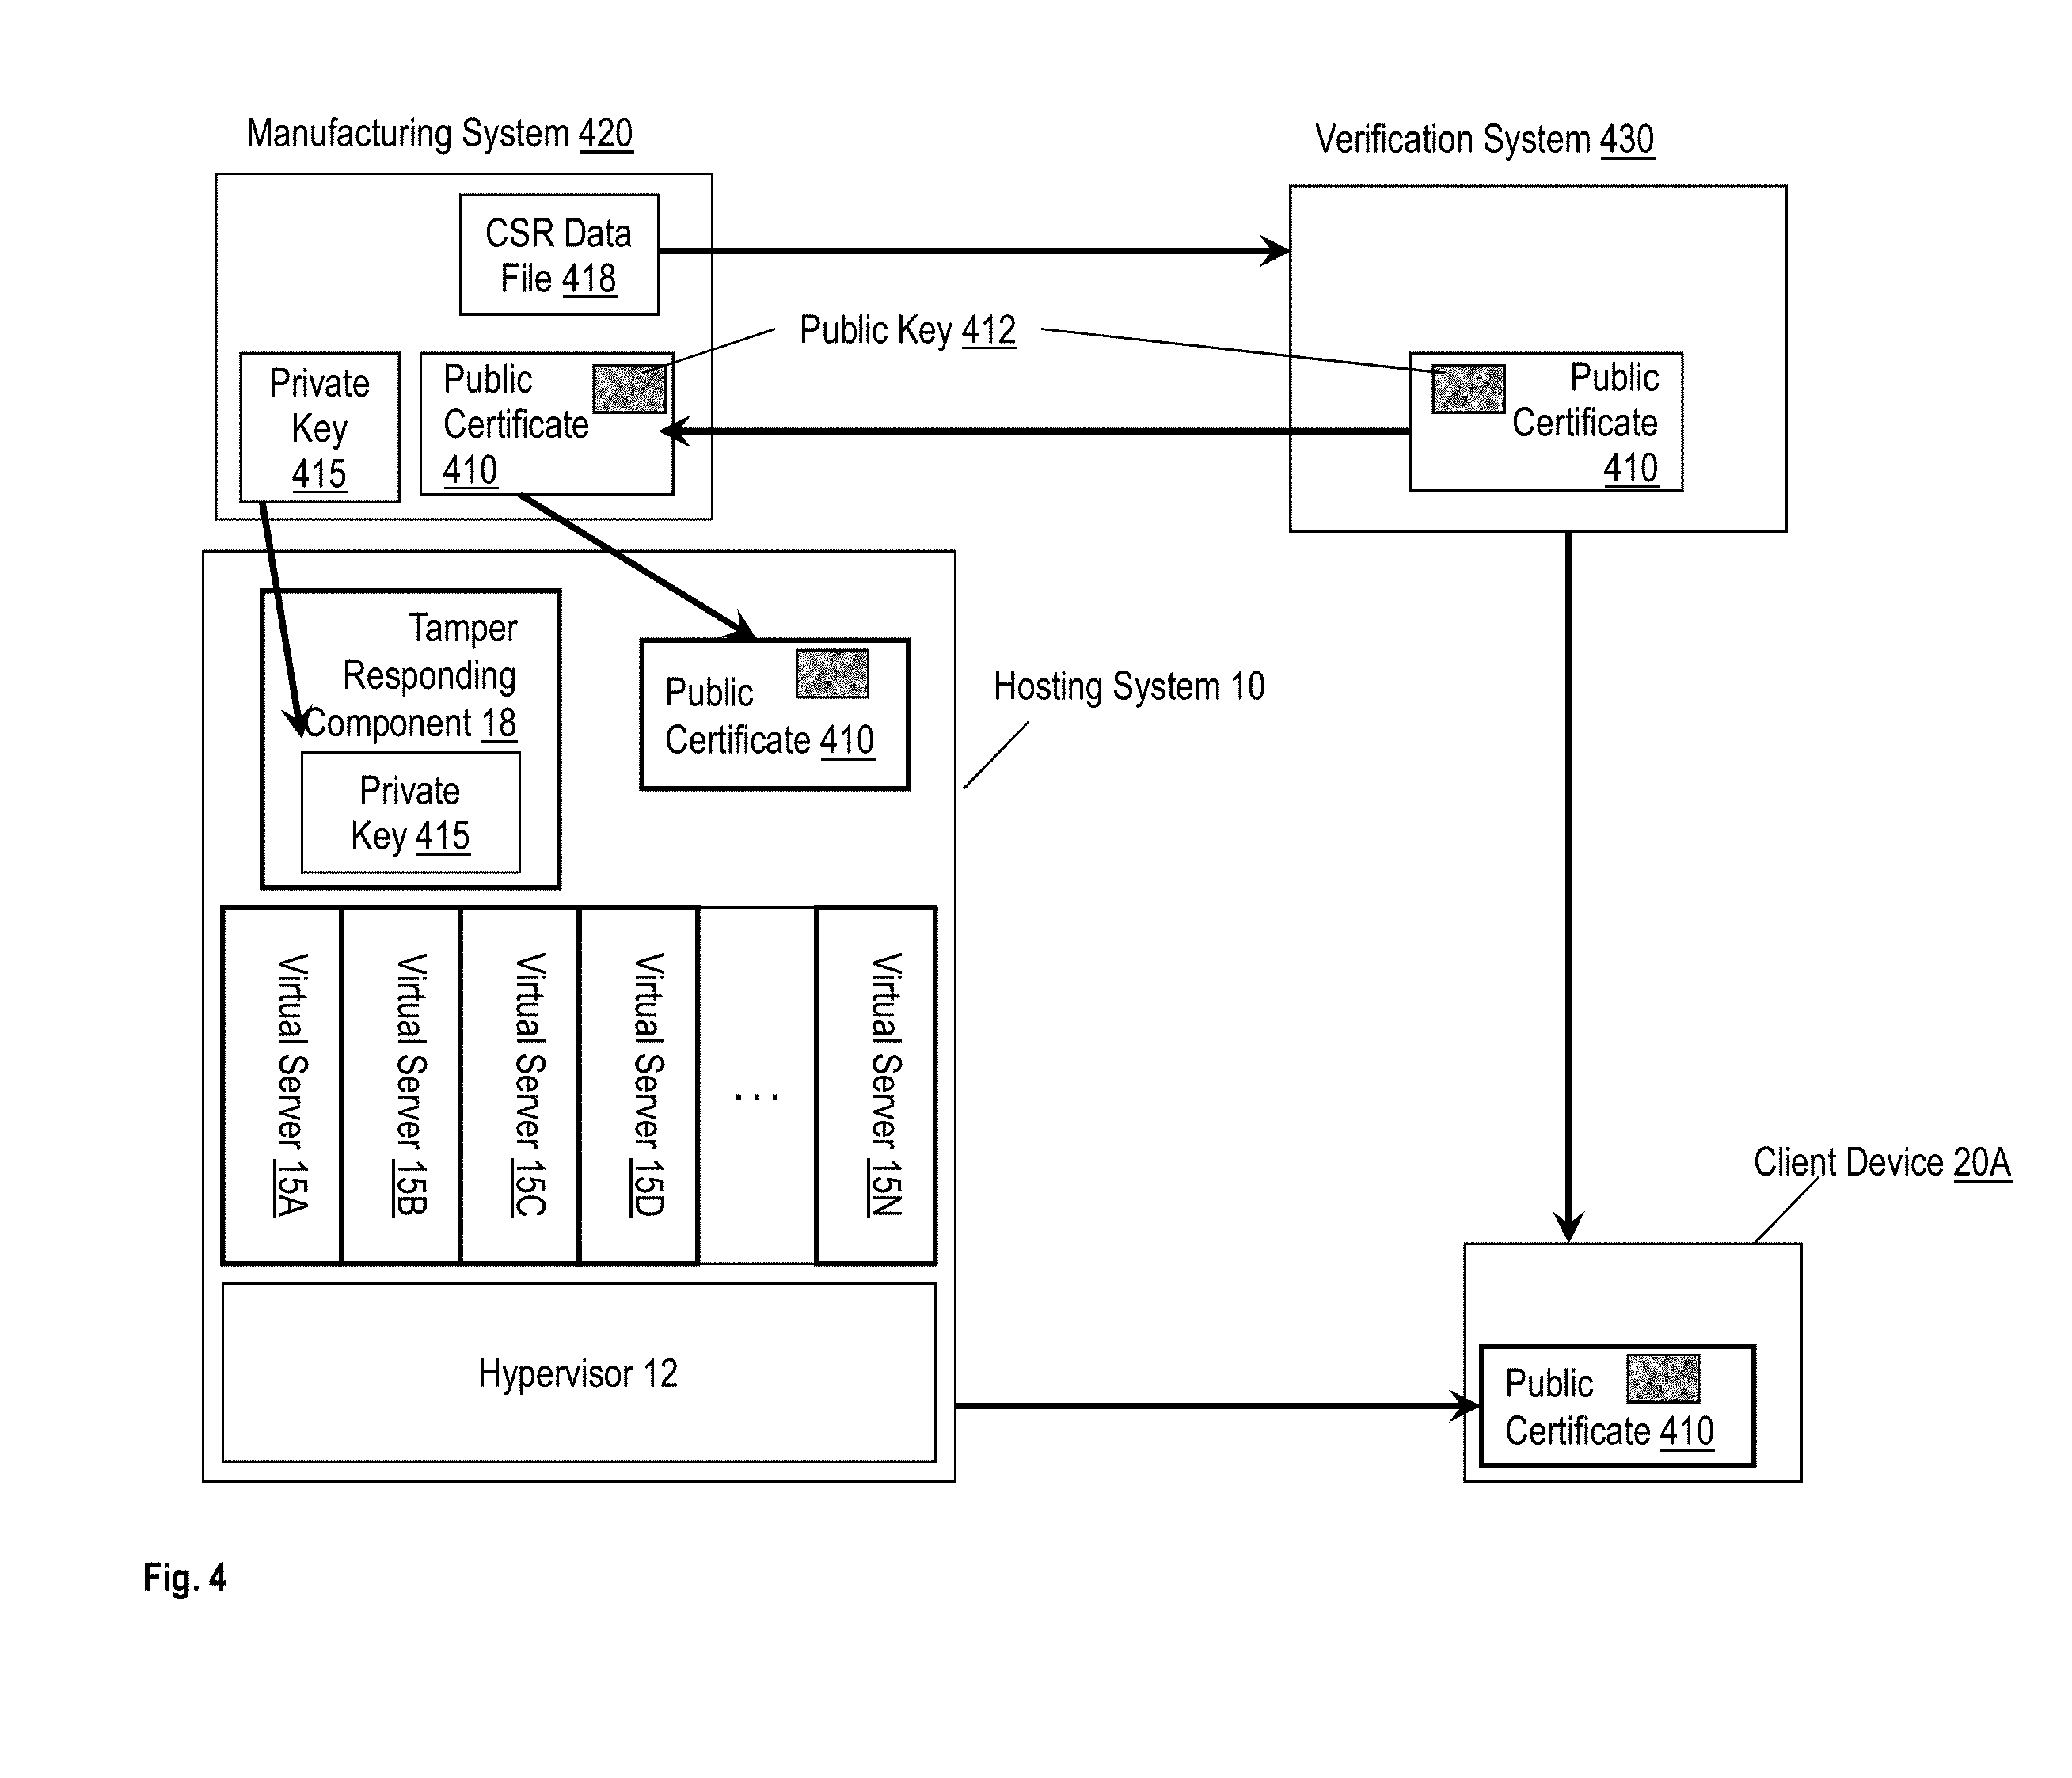 Manufacturing System 420
Verification System 430
CSR Data
File 418
Public Key 412
Private
Key
415
Public
Certificate
410
Public
Certificate
410
Tamper
Responding
Component 18
Private
Key 415
Public
Certificate 410
Hosting System 10
Virtual Server 15A
Virtual Server 15B
Virtual Server 15C
Virtual Server 15D
...
Virtual Server 15N
Hypervisor 12
Client Device 20A
Public
Certificate 410
Fig. 4